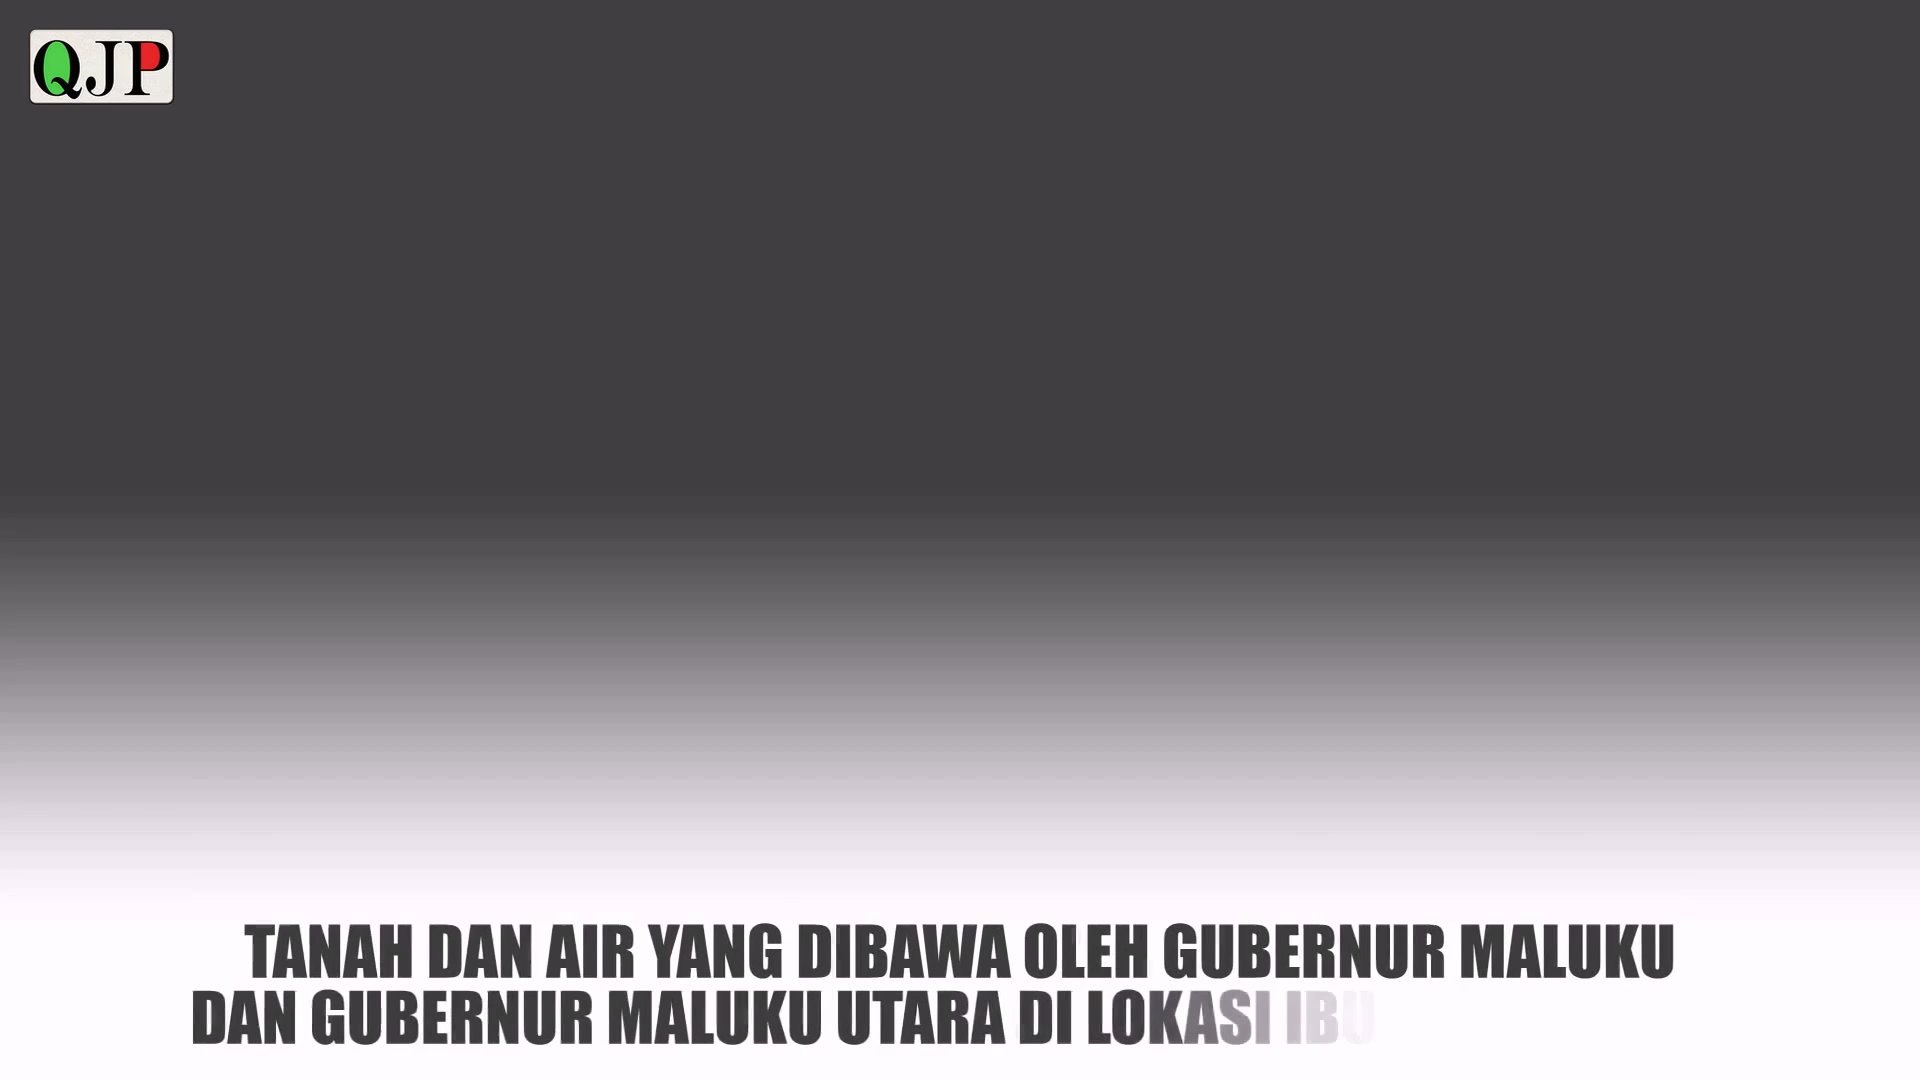 QJP
TANAH DAN AIR YANG DIBAWA OLEH GUBERNUR MALUKU
DAN GUBERNUR MALUKU UTARA DI LOKASI IBU